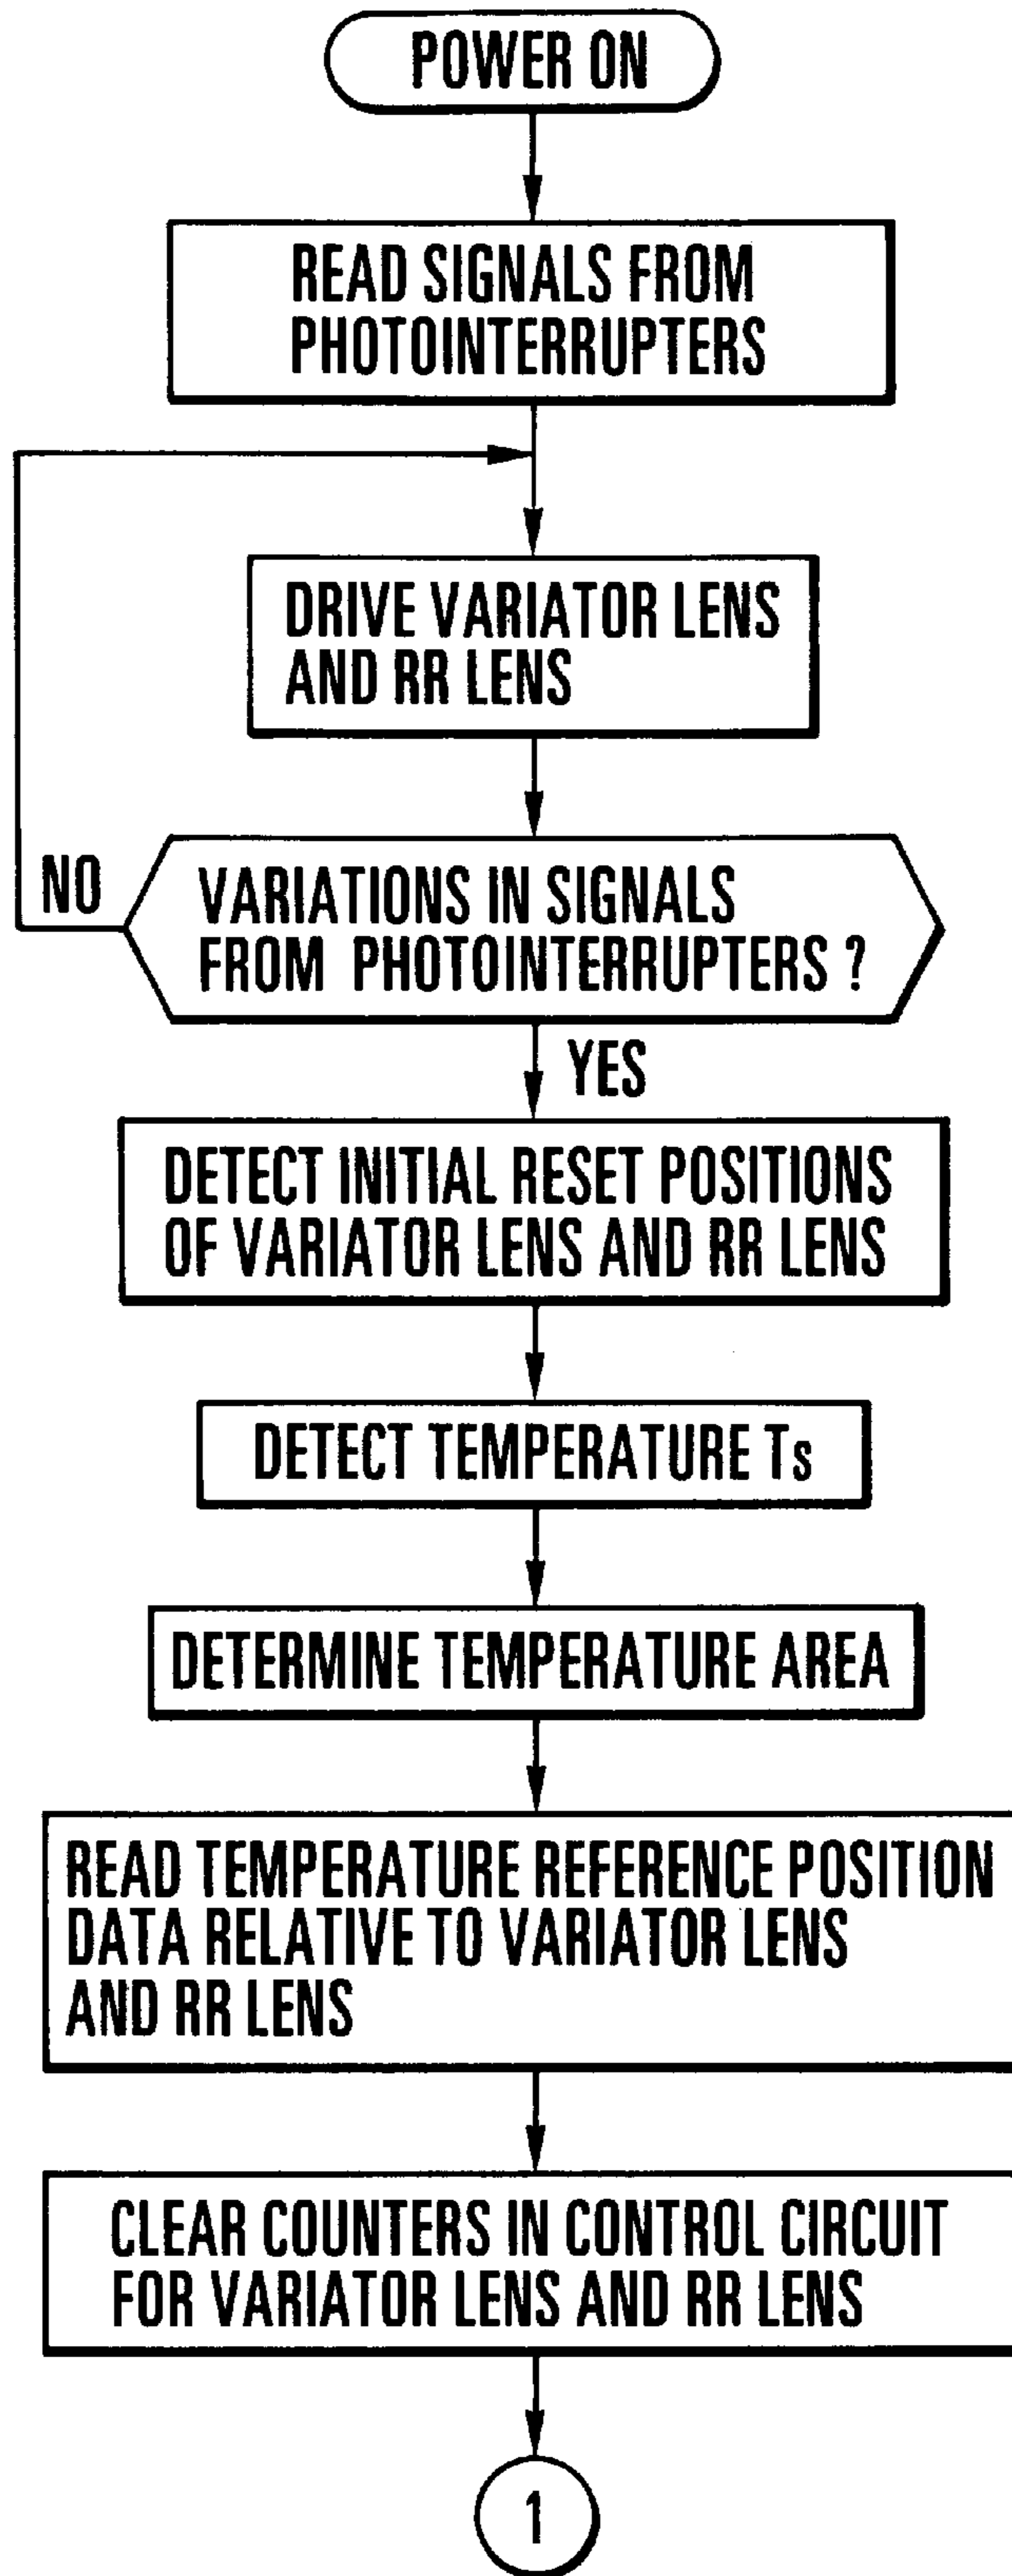 POWER ON
READ SIGNALS FROM
PHOTOINTERRUPTERS
DRIVE VARIATOR LENS
AND RR LENS
NO
VARIATIONS IN SIGNALS
FROM PHOTOINTERRUPTERS ?
YES
DETECT INITIAL RESET POSITIONS
OF VARIATOR LENS AND RR LENS
DETECT TEMPERATURE Ts
DETERMINE TEMPERATURE AREA
READ TEMPERATURE REFERENCE POSITION
DATA RELATIVE TO VARIATOR LENS
AND RR LENS
CLEAR COUNTERS IN CONTROL CIRCUIT
FOR VARIATOR LENS AND RR LENS
1